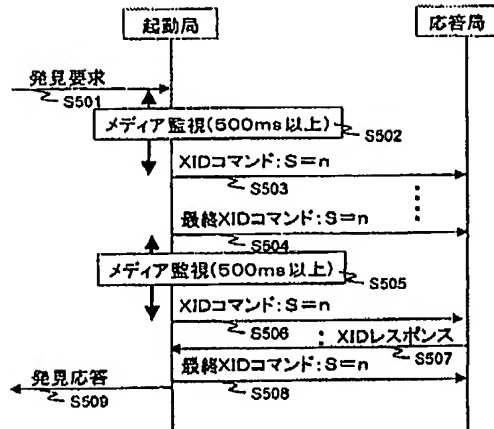 起動局
応答局
発見要求
S501
メディア監視(500ms以上)
S502
XIDコマンド:S=n
S503
最終XIDコマンド:S=n
S504
メディア監視(500ms以上)
S505
XIDコマンド:S=n
S506
XIDレスポンス
S507
最終XIDコマンド:S=n
S508
発見応答
S509